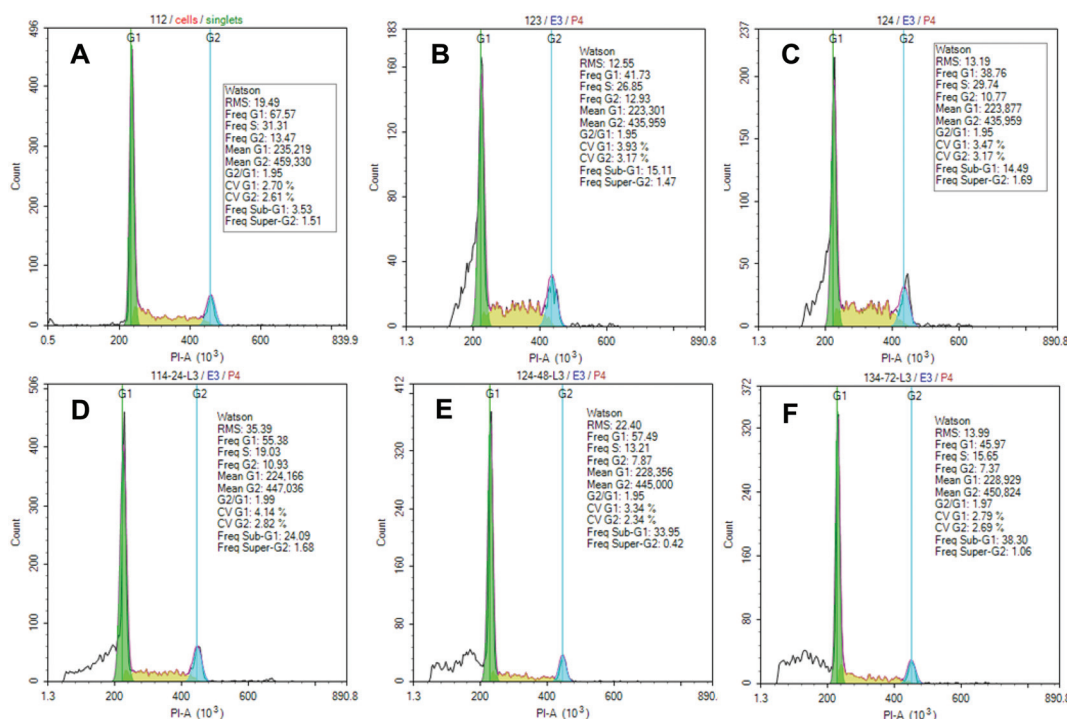 112 / cells / singlets
A
G1
G2
Watson
RMS: 19.49
Freq G1: 67.57
Freq S: 31.31
Freq G2: 13.47
Mean G1: 235,219
Mean G2: 459,330
G2/G1: 1.95
CV G1: 2.70 %
CV G2: 2.61 %
Freq Sub-G1: 3.53
Freq Super-G2: 1.51
Count
496
400
300
200
100
0
0.5
200
400
600
839.9
PI-A (10³)
123 / E3 / P4
B
G1
G2
Watson
RMS: 12.55
Freq G1: 41.73
Freq S: 26.85
Freq G2: 12.93
Mean G1: 223,301
Mean G2: 435,959
G2/G1: 1.95
CV G1: 3.93 %
CV G2: 3.17 %
Freq Sub-G1: 15.11
Freq Super-G2: 1.47
Count
183
160
120
80
40
0
1.3
200
400
600
890.8
PI-A (10³)
124 / E3 / P4
C
G1
G2
Watson
RMS: 13.19
Freq G1: 38.76
Freq S: 29.74
Freq G2: 10.77
Mean G1: 223,877
Mean G2: 435,959
G2/G1: 1.95
CV G1: 3.47 %
CV G2: 3.17 %
Freq Sub-G1: 14.49
Freq Super-G2: 1.69
Count
237
200
150
100
50
0
1.3
200
400
600
890.8
PI-A (10³)
114-24-L3 / E3 / P4
D
G1
G2
Watson
RMS: 35.39
Freq G1: 55.38
Freq S: 19.03
Freq G2: 10.93
Mean G1: 224,166
Mean G2: 447,036
G2/G1: 1.99
CV G1: 4.14 %
CV G2: 2.82 %
Freq Sub-G1: 24.09
Freq Super-G2: 1.68
Count
506
400
300
200
100
0
1.3
200
400
600
890.8
PI-A (10³)
124-48-L3 / E3 / P4
E
G1
G2
Watson
RMS: 22.40
Freq G1: 57.49
Freq S: 13.21
Freq G2: 7.87
Mean G1: 228,356
Mean G2: 445,000
G2/G1: 1.95
CV G1: 3.34 %
CV G2: 2.34 %
Freq Sub-G1: 33.95
Freq Super-G2: 0.42
Count
412
320
240
160
80
0
1.3
200
400
600
890.
PI-A (10³)
134-72-L3 / E3 / P4
F
G1
G2
Watson
RMS: 13.99
Freq G1: 45.97
Freq S: 15.65
Freq G2: 7.37
Mean G1: 228,929
Mean G2: 450,824
G2/G1: 1.97
CV G1: 2.79 %
CV G2: 2.69 %
Freq Sub-G1: 38.30
Freq Super-G2: 1.06
Count
372
320
240
160
80
0
1.3
200
400
600
890.8
PI-A (10³)